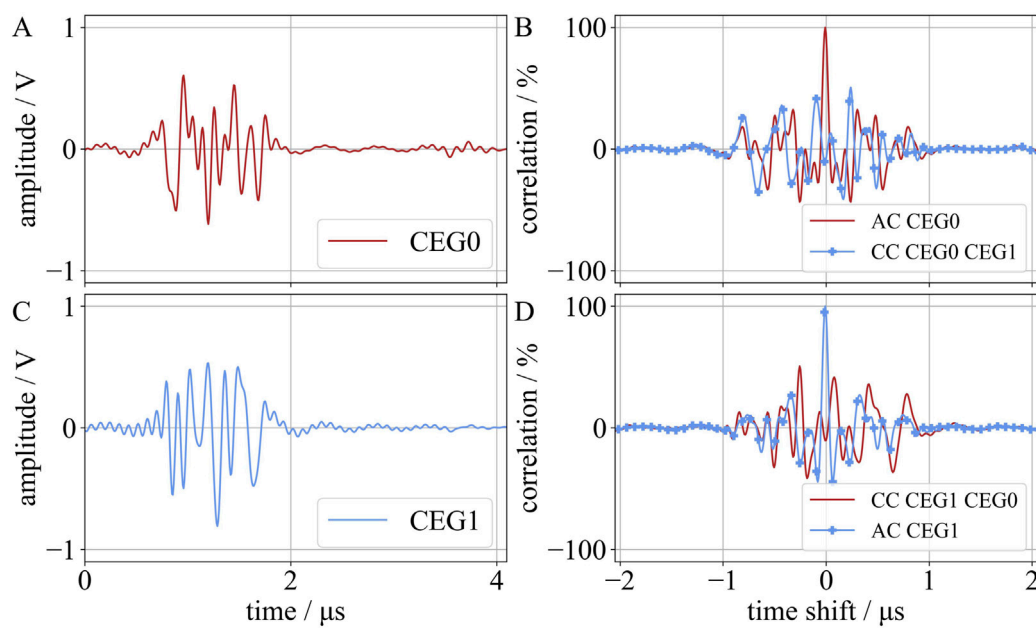 A
amplitude / V
1
0
−1
CEG0
B
correlation / %
100
0
−100
AC CEG0
CC CEG0 CEG1
C
amplitude / V
1
0
−1
CEG1
0
2
4
time / μs
D
correlation / %
100
0
−100
CC CEG1 CEG0
AC CEG1
−2
−1
0
1
2
time shift / μs